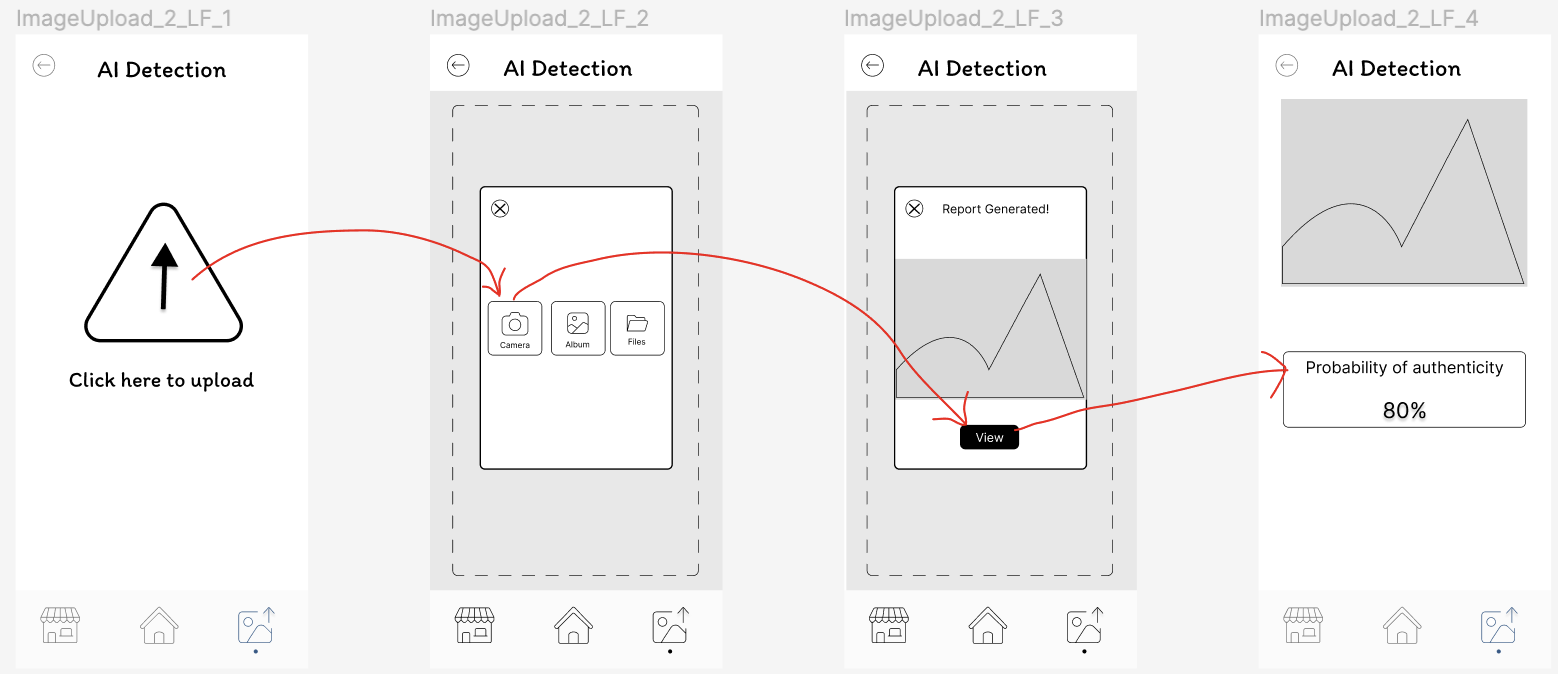 ImageUpload_2_LF_1
AI Detection
Click here to upload
ImageUpload_2_LF_2
AI Detection
Camera
Album
Files
ImageUpload_2_LF_3
AI Detection
Report Generated!
View
ImageUpload_2_LF_4
AI Detection
Probability of authenticity
80%